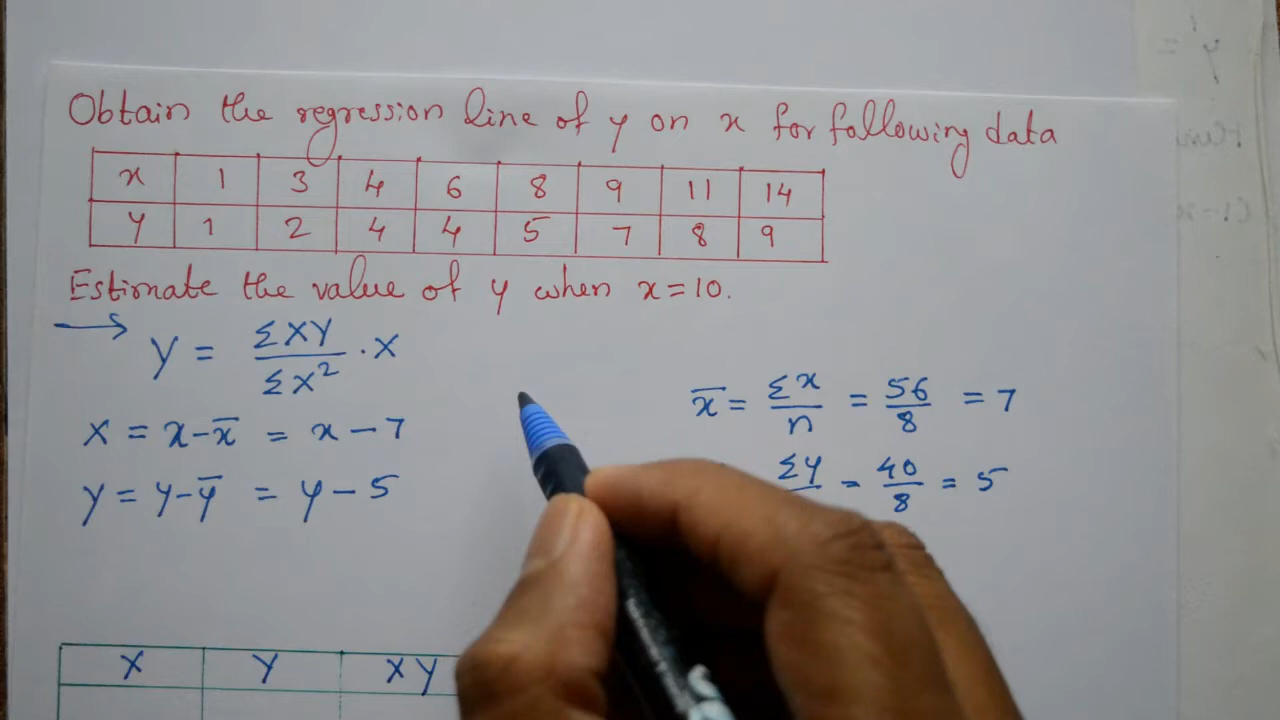 Obtain the regression line of y on x for following data
x 1 3 4 6 8 9 11 14
y 1 2 4 4 5 7 8 9
Estimate the value of y when x=10.
→ Y = ΣXY/ΣX² · X
X = x-x̄ = x-7
Y = y-ȳ = y-5
x̄ = Σx/n = 56/8 = 7
Σy = 40/8 = 5
X Y XY
y =